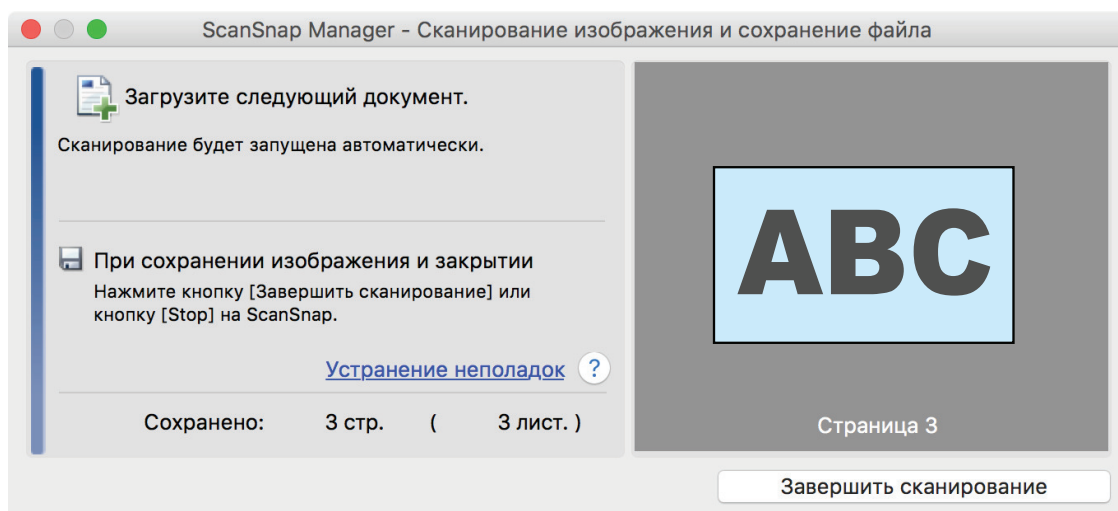 ScanSnap Manager - Сканирование изображения и сохранение файла
Загрузите следующий документ.
Сканирование будет запущена автоматически.
При сохранении изображения и закрытии
Нажмите кнопку [Завершить сканирование] или
кнопку [Stop] на ScanSnap.
Устранение неполадок ?
Сохранено: 3 стр. ( 3 лист. )
ABC
Страница 3
Завершить сканирование